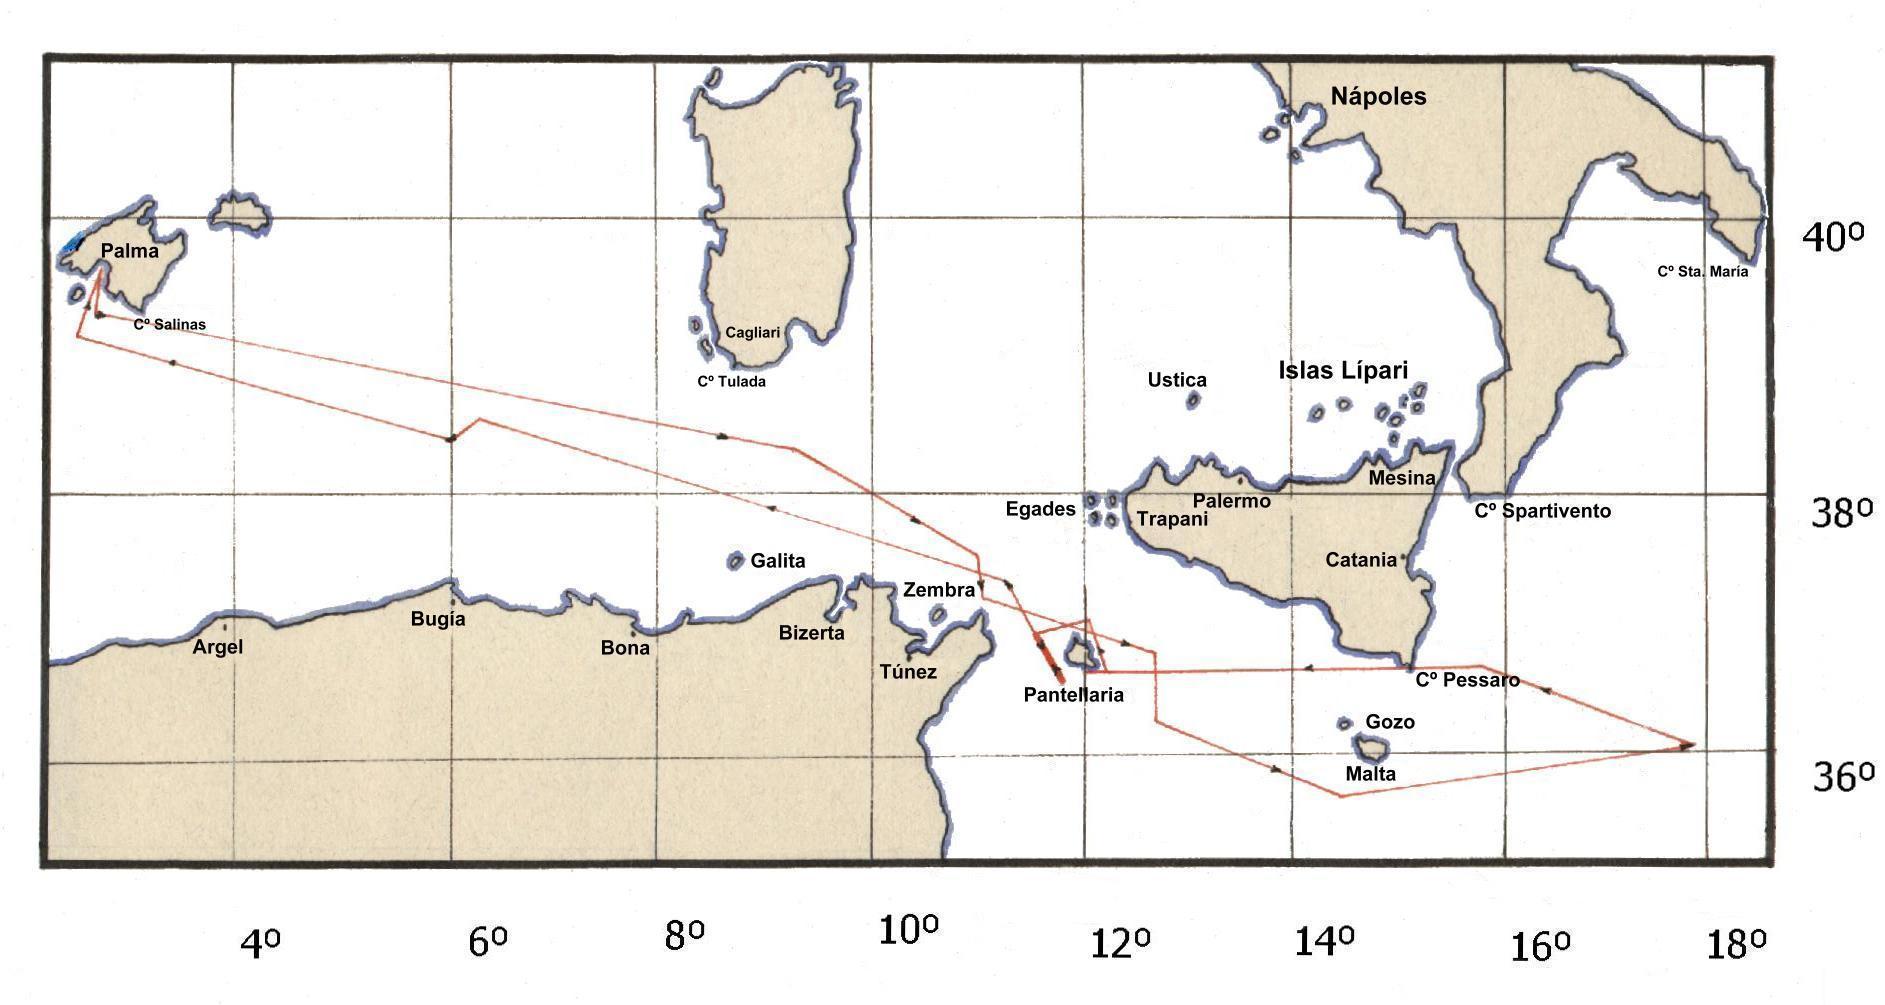 Nápoles
40º
Palma
Cº Sta. María
Cº Salinas
Cagliari
Cº Tulada
Ustica
Islas Lípari
Mesina
Palermo
Egades
Trapani
Cº Spartivento
38º
Catania
Galita
Zembra
Bugía
Argel
Bona
Bizerta
Túnez
Pantellaria
Cº Pessaro
Gozo
Malta
36º
4º
6º
8º
10º
12º
14º
16º
18º